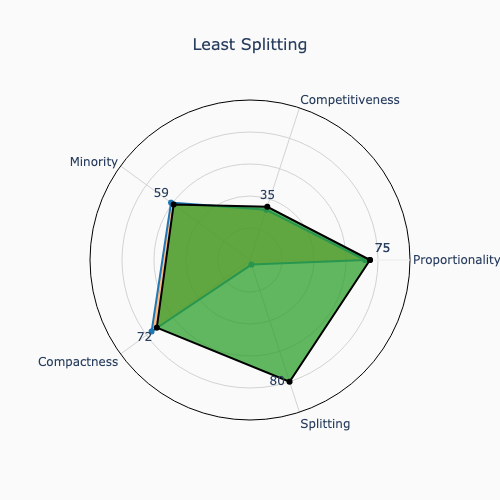 Least Splitting
Competitiveness
Minority
59
35
75
Proportionality
72
Compactness
80
Splitting